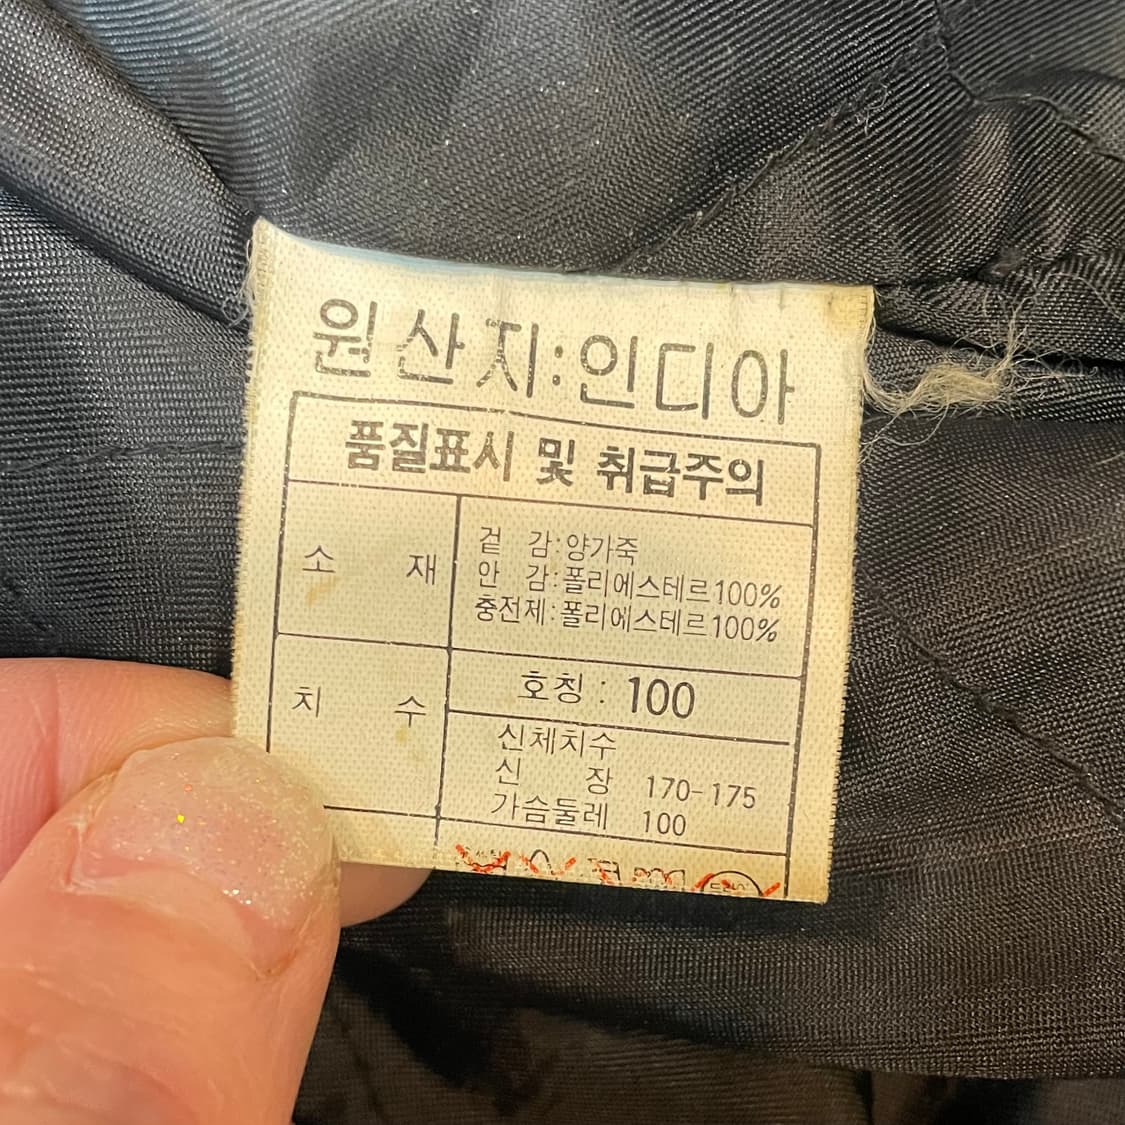 원산지:인디아
품질표시 및 취급주의
소 재
겉 감:양가죽
안 감:폴리에스테르100%
충전제:폴리에스테르100%
치 수
호칭 : 100
신체치수
신 장 170-175
가슴둘레 100